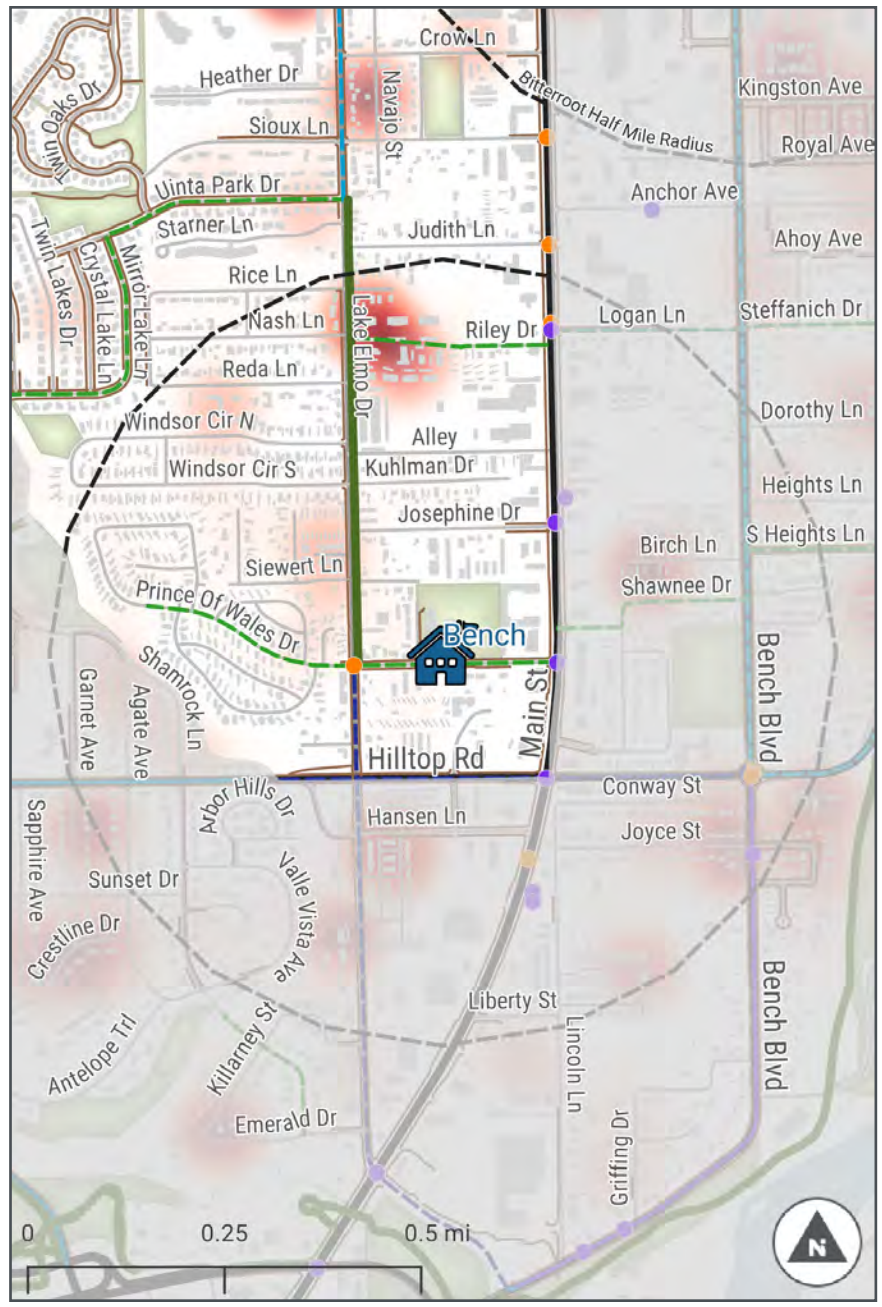 Crow Ln
Heather Dr
Navajo St
Bitterroot Half Mile Radius
Kingston Ave
Twin Oaks Dr
Sioux Ln
Royal Ave
Uinta Park Dr
Anchor Ave
Starner Ln
Judith Ln
Ahoy Ave
Twin Lakes Dr
Crystal Lake Ln
Mirror Lake Ln
Rice Ln
Nash Ln
Lake Elmo Dr
Riley Dr
Logan Ln
Steffanich Dr
Reda Ln
Windsor Cir N
Alley
Dorothy Ln
Windsor Cir S
Kuhlman Dr
Heights Ln
Josephine Dr
Birch Ln
S Heights Ln
Siewert Ln
Shawnee Dr
Prince Of Wales Dr
Bench
Bench Blvd
Shamrock Ln
Garnet Ave
Agate Ave
Main St
Hilltop Rd
Conway St
Arbor Hills Dr
Hansen Ln
Joyce St
Sapphire Ave
Sunset Dr
Valle Vista Ave
Crestline Dr
Bench Blvd
Liberty St
Lincoln Ln
Killarney St
Antelope Trl
Emerald Dr
Griffing Dr
0 0.25 0.5 mi
N